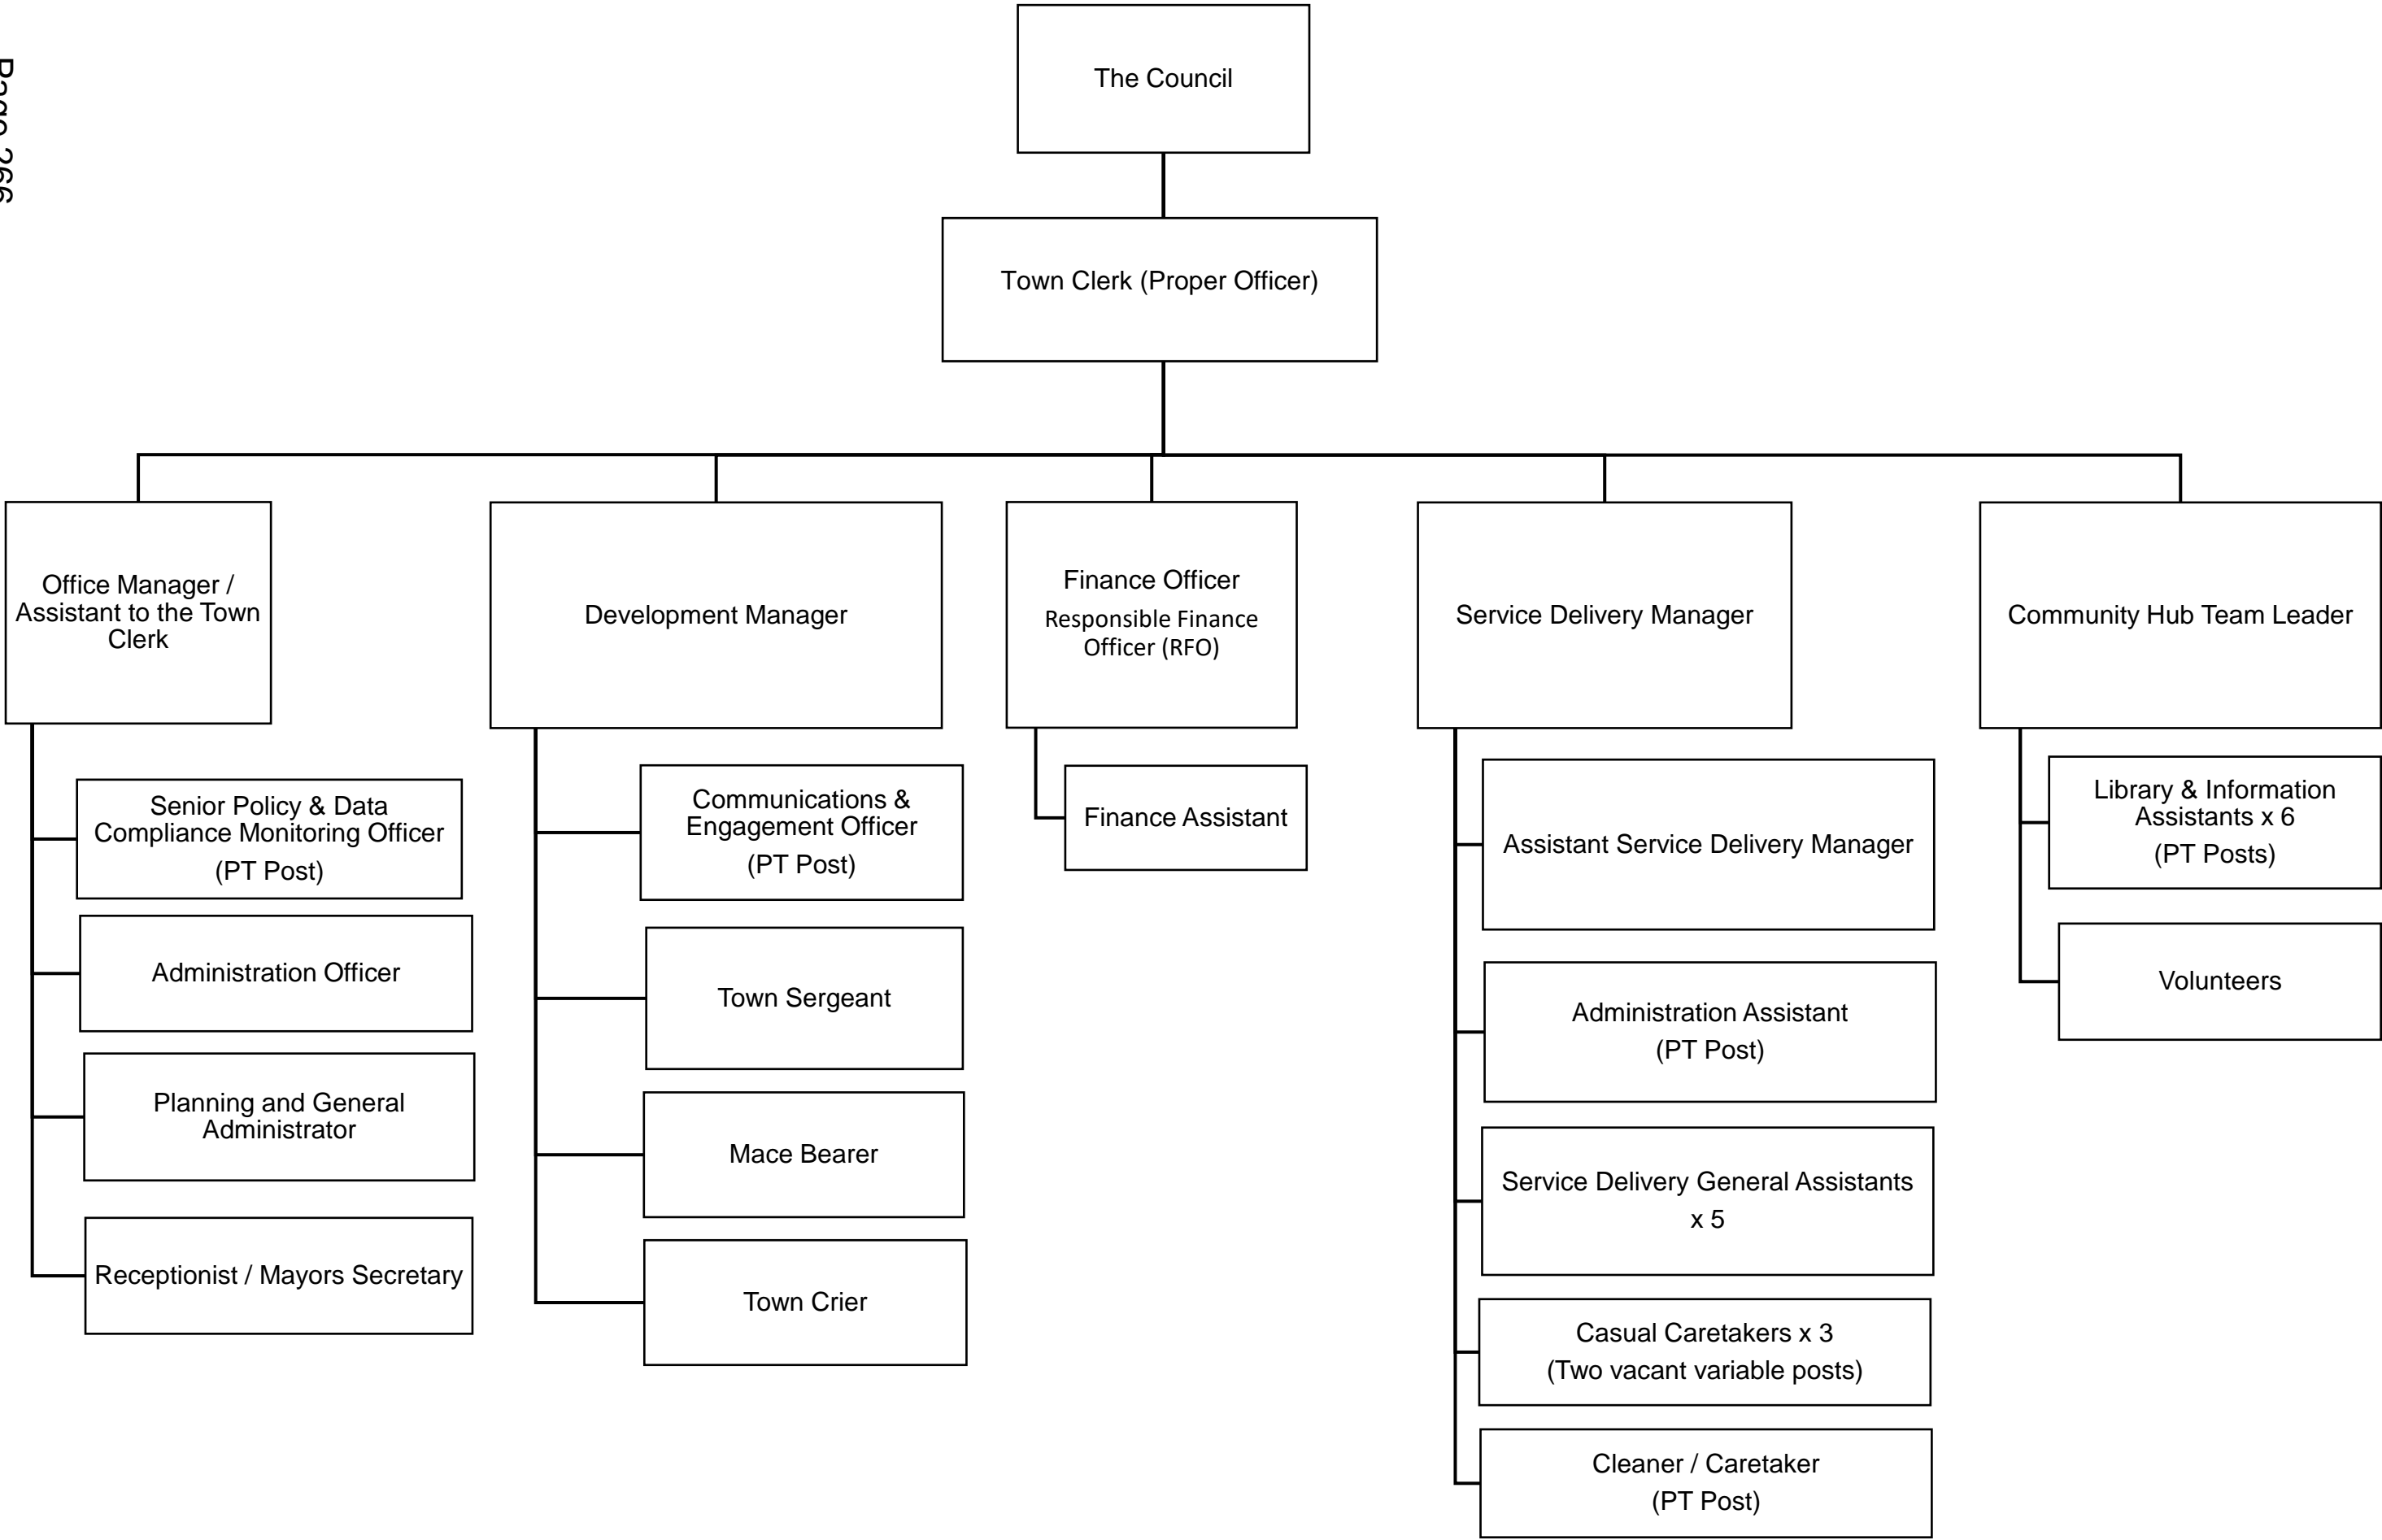 Page 266
The Council
Town Clerk (Proper Officer)
Office Manager /
Assistant to the Town
Clerk
Senior Policy & Data
Compliance Monitoring Officer
(PT Post)
Administration Officer
Planning and General
Administrator
Receptionist / Mayors Secretary
Development Manager
Communications &
Engagement Officer
(PT Post)
Town Sergeant
Mace Bearer
Town Crier
Finance Officer
Responsible Finance
Officer (RFO)
Finance Assistant
Service Delivery Manager
Assistant Service Delivery Manager
Administration Assistant
(PT Post)
Service Delivery General Assistants
x 5
Casual Caretakers x 3
(Two vacant variable posts)
Cleaner / Caretaker
(PT Post)
Community Hub Team Leader
Library & Information
Assistants x 6
(PT Posts)
Volunteers